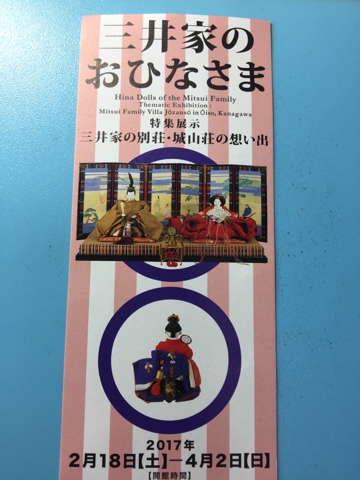 三井家の
おひなさま
Hina Dolls of the Mitsui Family
Thematic Exhibition:
Mitsui Family Villa Jōzansō in Ōiso, Kanagawa
特集展示
三井家の別荘・城山荘の想い出
2017年
2月18日【土】―4月2日【日】
【開館時間】